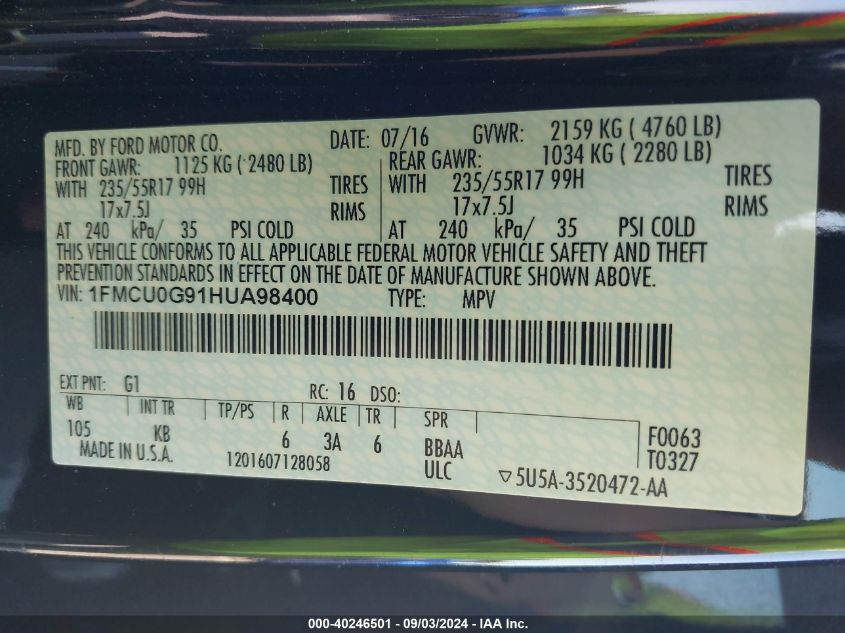 MFD. BY FORD MOTOR CO. DATE: 07/16 GVWR: 2159 KG ( 4760 LB)
FRONT GAWR: 1125 KG ( 2480 LB) REAR GAWR: 1034 KG ( 2280 LB)
WITH 235/55R17 99H TIRES WITH 235/55R17 99H TIRES
17x7.5J RIMS 17x7.5J RIMS
AT 240 kPa/ 35 PSI COLD AT 240 kPa/ 35 PSI COLD
THIS VEHICLE CONFORMS TO ALL APPLICABLE FEDERAL MOTOR VEHICLE SAFETY AND THEFT
PREVENTION STANDARDS IN EFFECT ON THE DATE OF MANUFACTURE SHOWN ABOVE.
VIN: 1FMCU0G91HUA98400 TYPE: MPV
EXT PNT: G1 RC: 16 DSO:
WB INT TR TP/PS R AXLE TR SPR
105 KB 6 3A 6 BBAA F0063
MADE IN U.S.A. 1201607128058 ULC T0327
▽5U5A-3520472-AA
000-40246501 - 09/03/2024 - IAA Inc.